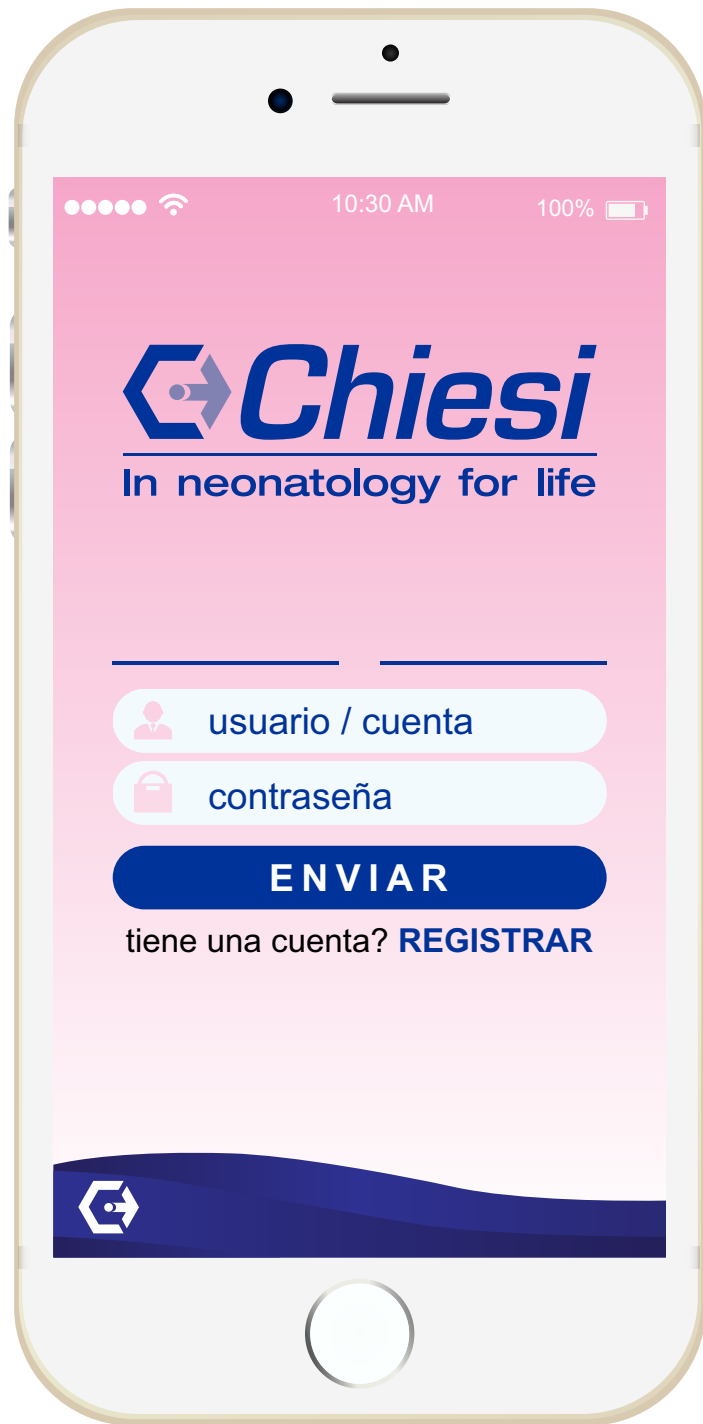 10:30 AM 100%
Chiesi
In neonatology for life
usuario / cuenta
contraseña
ENVIAR
tiene una cuenta? REGISTRAR